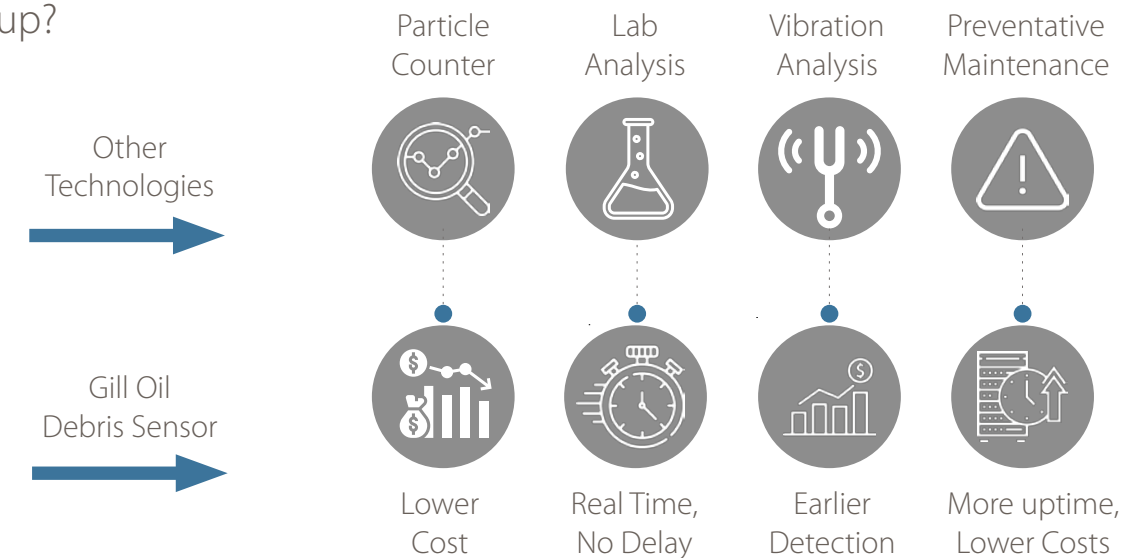 up?
Particle
Counter
Lab
Analysis
Vibration
Analysis
Preventative
Maintenance
Other
Technologies
Gill Oil
Debris Sensor
Lower
Cost
Real Time,
No Delay
Earlier
Detection
More uptime,
Lower Costs